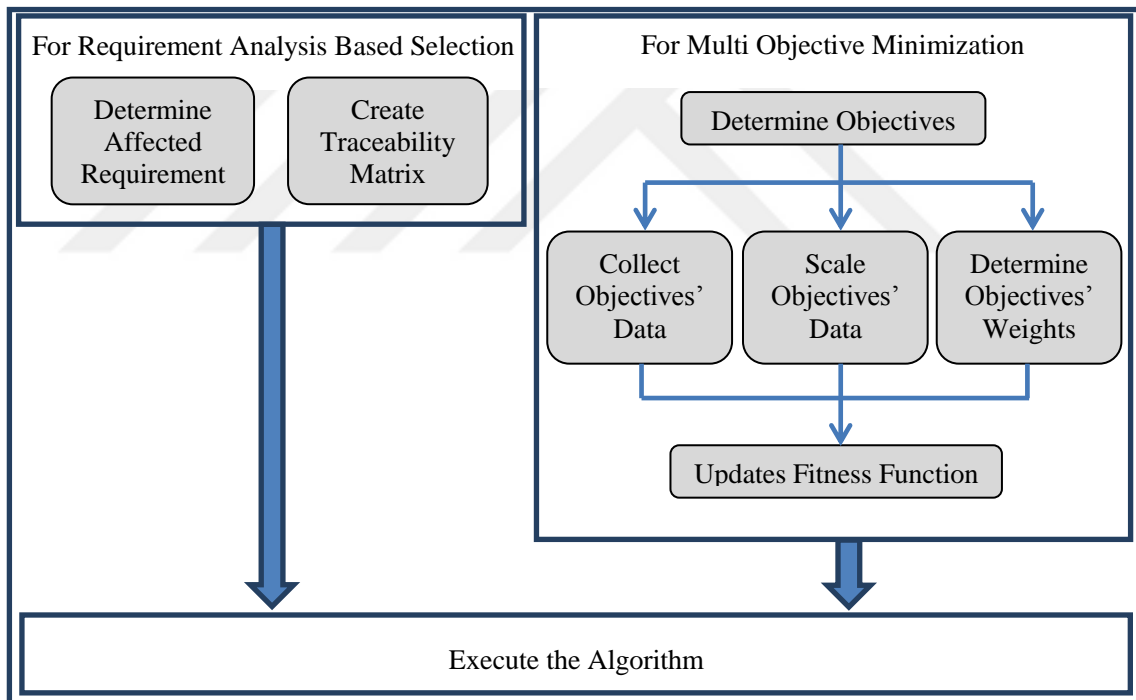 For Requirement Analysis Based Selection
Determine
Affected
Requirement
Create
Traceability
Matrix
For Multi Objective Minimization
Determine Objectives
Collect
Objectives’
Data
Scale
Objectives’
Data
Determine
Objectives’
Weights
Updates Fitness Function
Execute the Algorithm